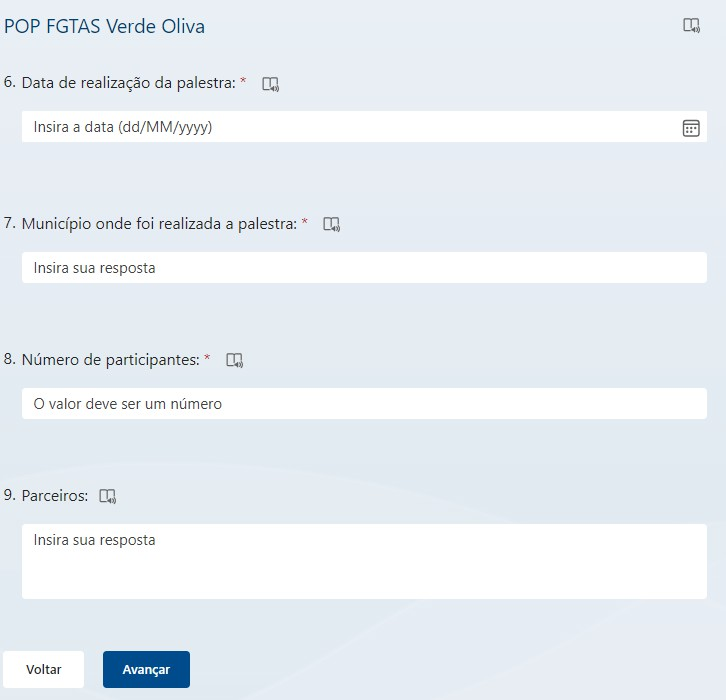 POP FGTAS Verde Oliva
6. Data de realização da palestra: *
Insira a data (dd/MM/yyyy)
7. Município onde foi realizada a palestra: *
Insira sua resposta
8. Número de participantes: *
O valor deve ser um número
9. Parceiros:
Insira sua resposta
Voltar Avançar